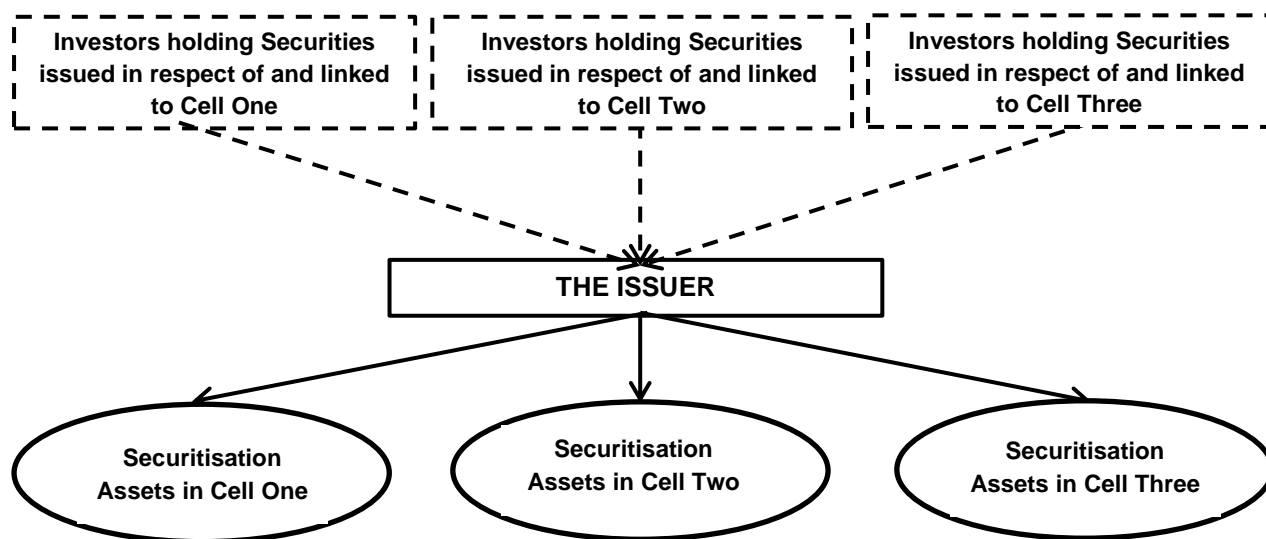 Investors holding Securities
issued in respect of and linked
to Cell One
Investors holding Securities
issued in respect of and linked
to Cell Two
Investors holding Securities
issued in respect of and linked
to Cell Three
THE ISSUER
Securitisation
Assets in Cell One
Securitisation
Assets in Cell Two
Securitisation
Assets in Cell Three